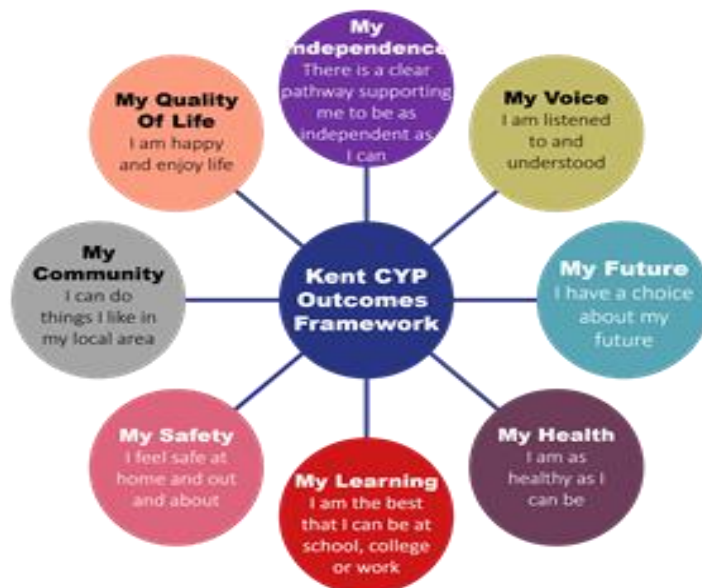 My
Independence
There is a clear
pathway supporting
me to be as
independent as
I can
My Voice
I am listened
to and
understood
My Future
I have a choice
about my
future
My Health
I am as
healthy as I
can be
My Learning
I am the best
that I can be at
school, college
or work
My Safety
I feel safe at
home and out
and about
My
Community
I can do
things I like in
my local area
My Quality
Of Life
I am happy
and enjoy life
Kent CYP
Outcomes
Framework